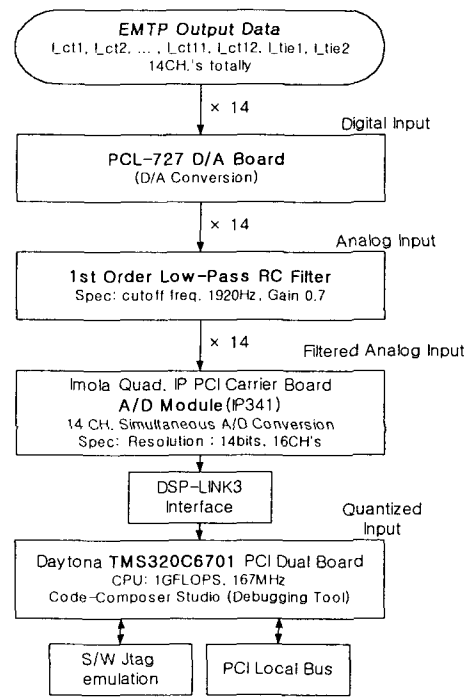 EMTP Output Data
I_ct1, I_ct2, ... , I_ct11, I_ct12, I_tie1, I_tie2
14CH.'s totally
× 14
Digital Input
PCL-727 D/A Board
(D/A Conversion)
× 14
Analog Input
1st Order Low-Pass RC Filter
Spec: cutoff freq. 1920Hz, Gain 0.7
× 14
Filtered Analog Input
Imola Quad. IP PCI Carrier Board
A/D Module(IP341)
14 CH. Simultaneous A/D Conversion
Spec: Resolution : 14bits, 16CH's
DSP-LINK3
Interface
Quantized
Input
Daytona TMS320C6701 PCI Dual Board
CPU: 1GFLOPS, 167MHz
Code-Composer Studio (Debugging Tool)
S/W Jtag
emulation
PCI Local Bus